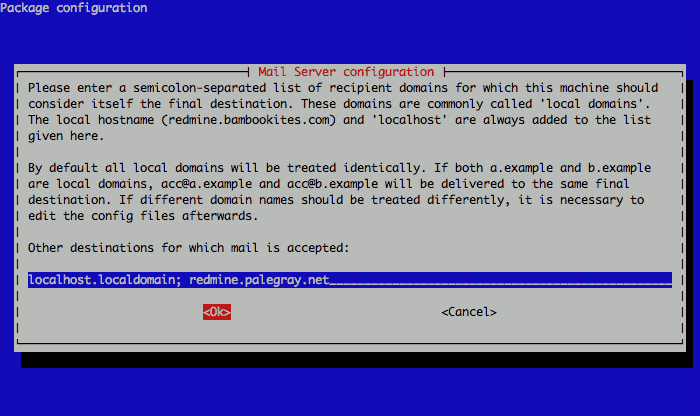 Package configuration
Mail Server configuration
Please enter a semicolon-separated list of recipient domains for which this machine should
consider itself the final destination. These domains are commonly called 'local domains'.
The local hostname (redmine.bambookites.com) and 'localhost' are always added to the list
given here.
By default all local domains will be treated identically. If both a.example and b.example
are local domains, acc@a.example and acc@b.example will be delivered to the same final
destination. If different domain names should be treated differently, it is necessary to
edit the config files afterwards.
Other destinations for which mail is accepted:
localhost.localdomain; redmine.palegray.net
<Ok> <Cancel>